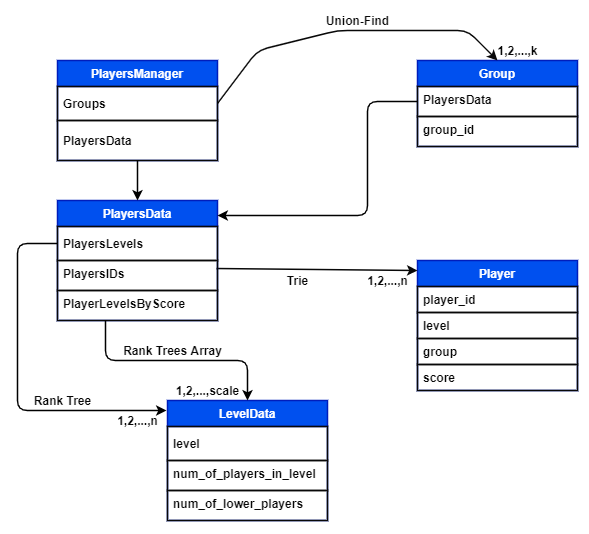 Union-Find
1,2,...,k
PlayersManager
Groups
PlayersData
Group
PlayersData
group_id
PlayersData
PlayersLevels
PlayersIDs
PlayerLevelsByScore
Trie
1,2,...,n
Player
player_id
level
group
score
Rank Trees Array
1,2,...,scale
Rank Tree
1,2,...,n
LevelData
level
num_of_players_in_level
num_of_lower_players